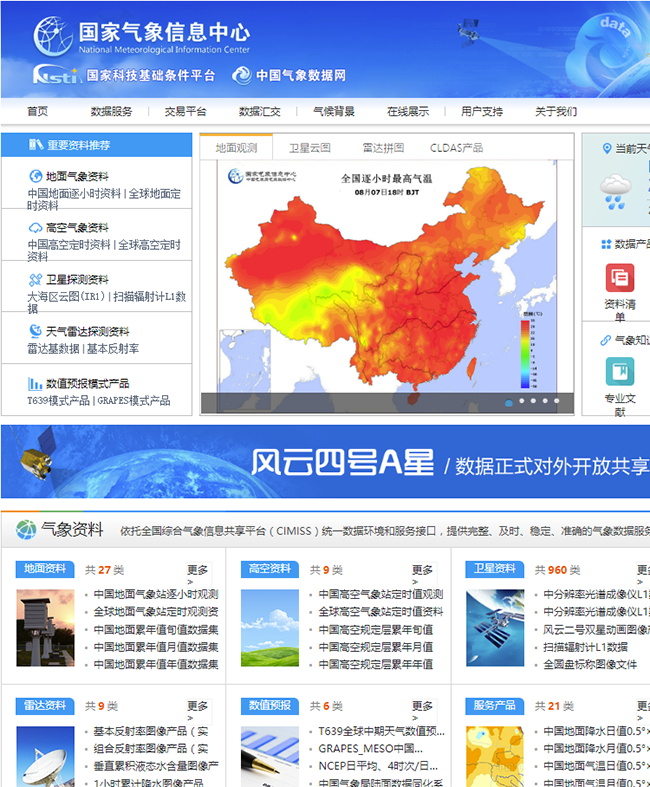 国家气象信息中心
National Meteorological Information Center
Nsti 国家科技基础条件平台 中国气象数据网
data
首页 数据服务 交易平台 数据汇交 气候背景 在线展示 用户支持 关于我们
重要资料推荐
地面气象资料
中国地面逐小时资料 | 全球地面定
时资料
高空气象资料
中国高空定时资料 | 全球高空定时
资料
卫星探测资料
大海区云图(IR1) | 扫描辐射计L1数
据
天气雷达探测资料
雷达基数据 | 基本反射率
数值预报模式产品
T639模式产品 | GRAPES模式产品
地面观测 卫星云图 雷达拼图 CLDAS产品
国家气象信息中心
全国逐小时最高气温
08月07日18时 BJT
当前天
数据产
资料清
单
气象知
专业文
献
风云四号A星 / 数据正式对外开放共享
气象资料 依托全国综合气象信息共享平台（CIMISS）统一数据环境和服务接口，提供完整、及时、稳定、准确的气象数据服
地面资料 共 27 类 更多
>
中国地面气象站逐小时观测
全球地面气象站定时观测资
中国地面累年值旬值数据集
中国地面累年值月值数据集
中国地面累年值年值数据集
高空资料 共 9 类 更多
>
中国高空气象站定时值观测
全球高空气象站定时值资料
中国高空规定层累年旬值
中国高空规定层累年月值
中国高空规定层累年年值
卫星资料 共 960 类 更
>
中分辨率光谱成像仪L1
中分辨率光谱成像仪L1
风云二号双星动画图像
扫描辐射计L1数据
全圆盘标称图像文件
雷达资料 共 9 类 更多
>
基本反射率图像产品（实
组合反射率图像产品（实
垂直累积液态水含量图像产
1小时累计降水图像产品
数值预报 共 6 类 更多
>
T639全球中期天气数值预...
GRAPES_MESO中国...
NCEP日平均、4时次/日...
中国气象局陆面数据同化系
服务产品 共 21 类 更
>
中国地面降水日值0.5°×
中国地面降水月值0.5°×
中国地面气温日值0.5°×
中国地面气温月值0.5°×